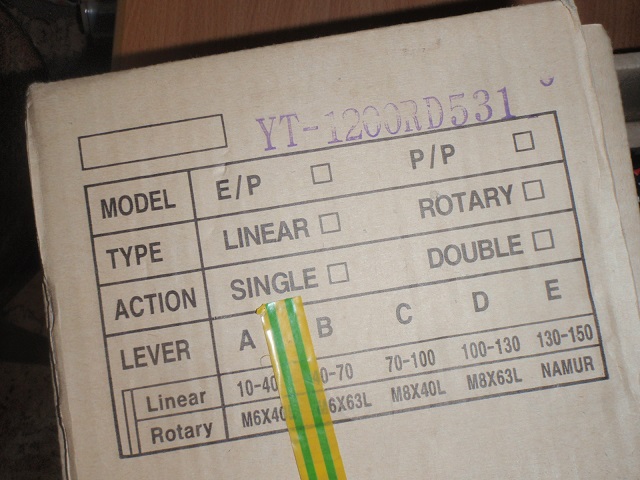 YT-1200RD531
MODEL E/P □ P/P □
TYPE LINEAR □ ROTARY □
ACTION SINGLE □ DOUBLE □
LEVER A B C D E
Linear 10-40 70-100 100-130 130-150
Rotary M6X40 M8X40L M8X63L NAMUR